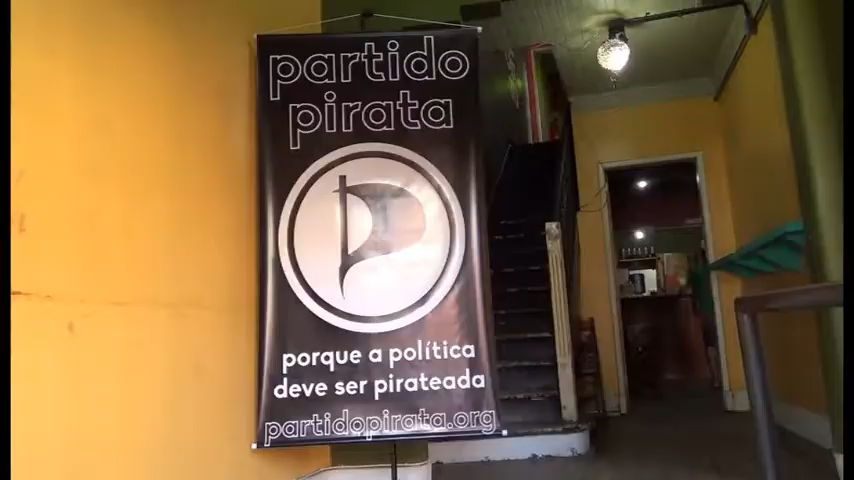 partido
pirata
porque a política
deve ser pirateada
partidopirata.org